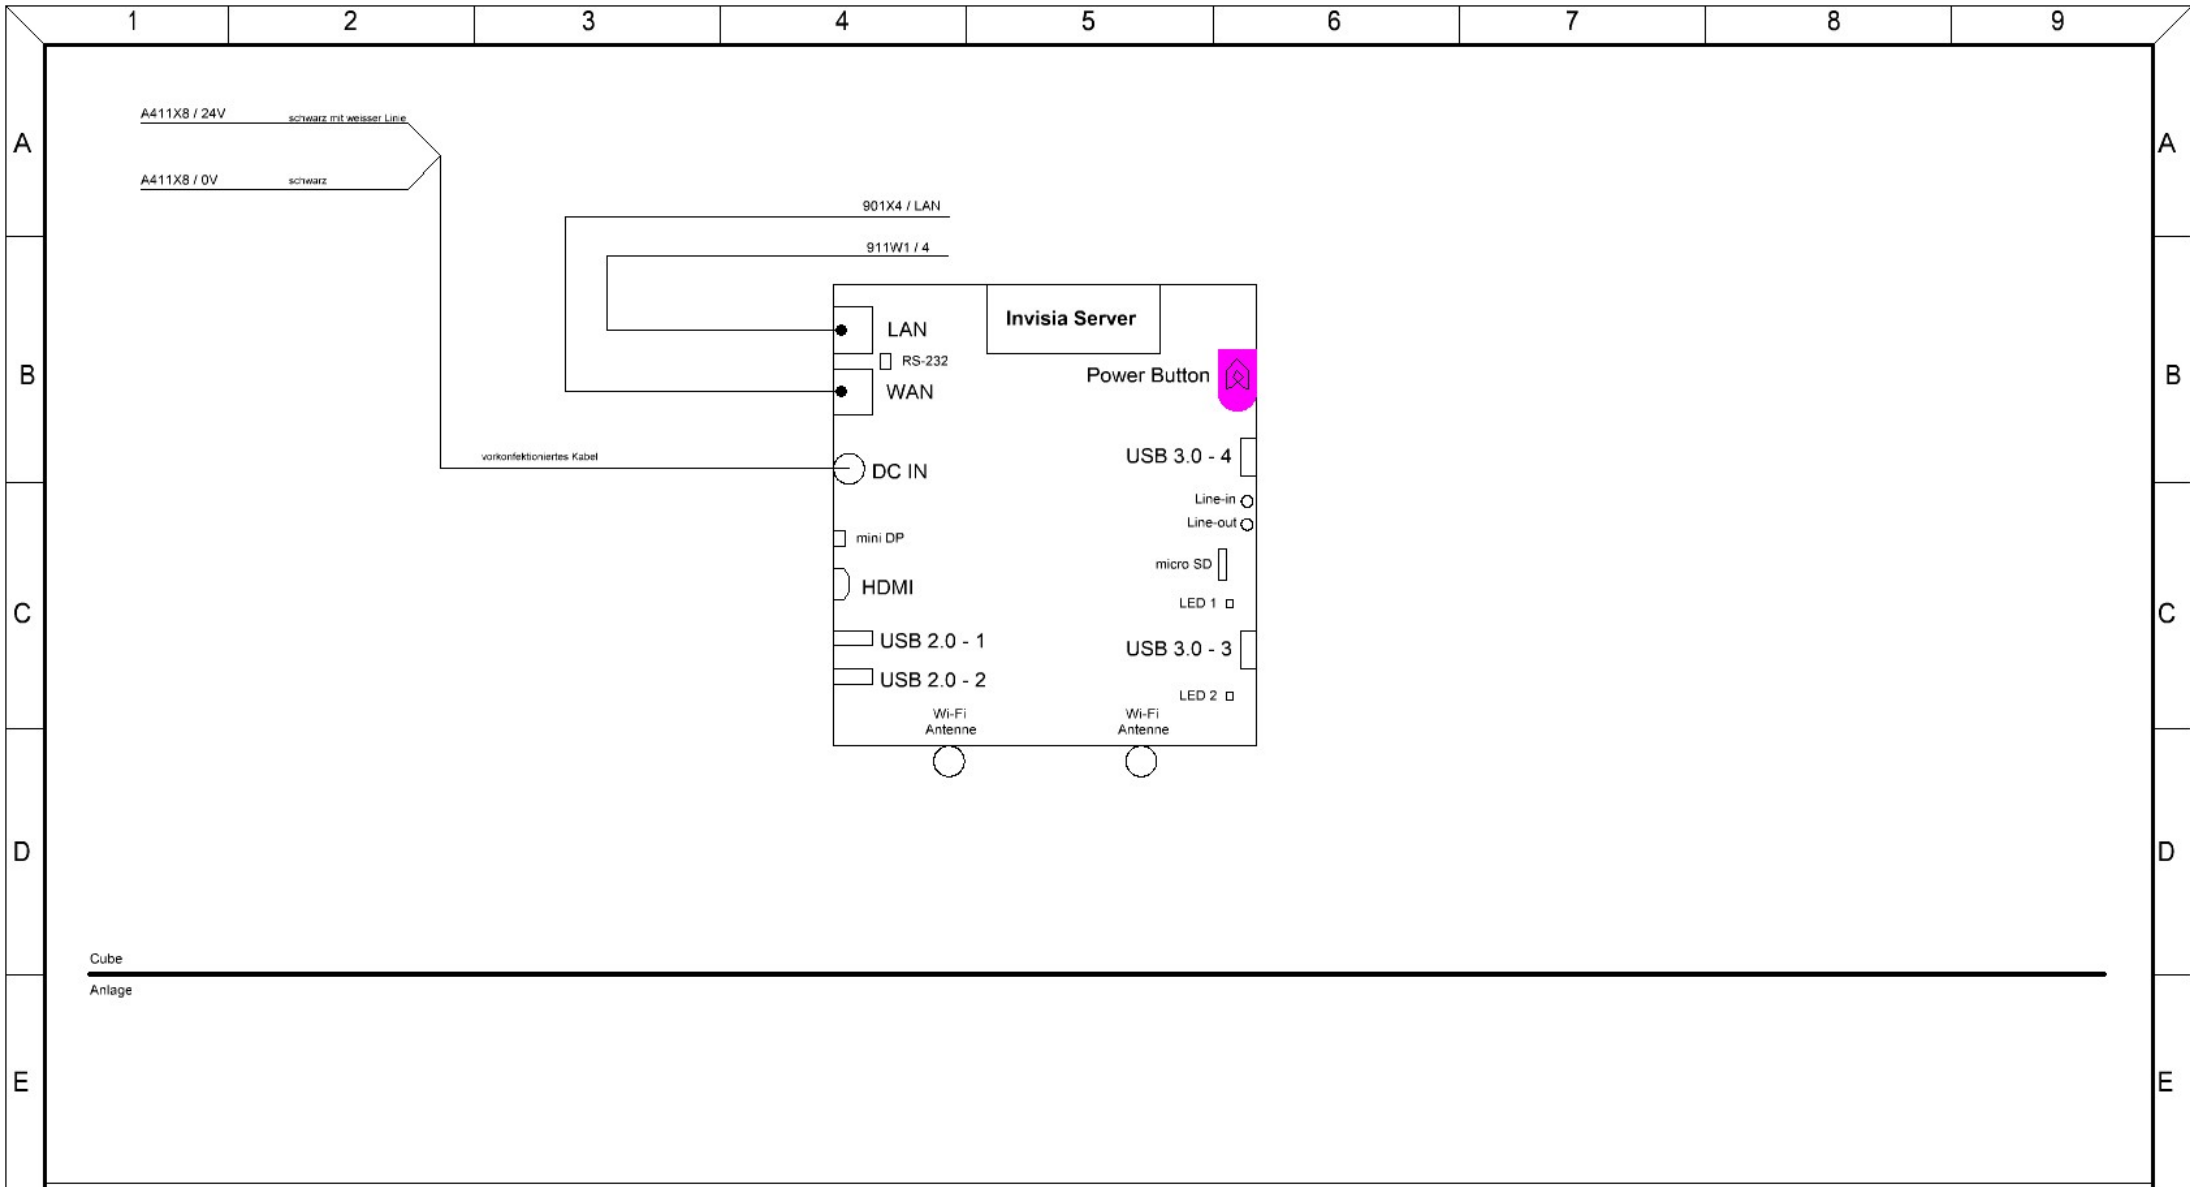 1 2 3 4 5 6 7 8 9
A411X8 / 24V schwarz mit weisser Linie
A A
A411X8 / 0V schwarz
901X4 / LAN
911W1 / 4
Invisia Server
LAN
RS-232
Power Button
B B
WAN
vorkonfektioniertes Kabel
USB 3.0 - 4
DC IN
Line-in
Line-out
mini DP
micro SD
HDMI
LED 1
C C
USB 2.0 - 1
USB 3.0 - 3
USB 2.0 - 2
LED 2
Wi-Fi Wi-Fi
Antenne Antenne
D D
Cube
Anlage
E E